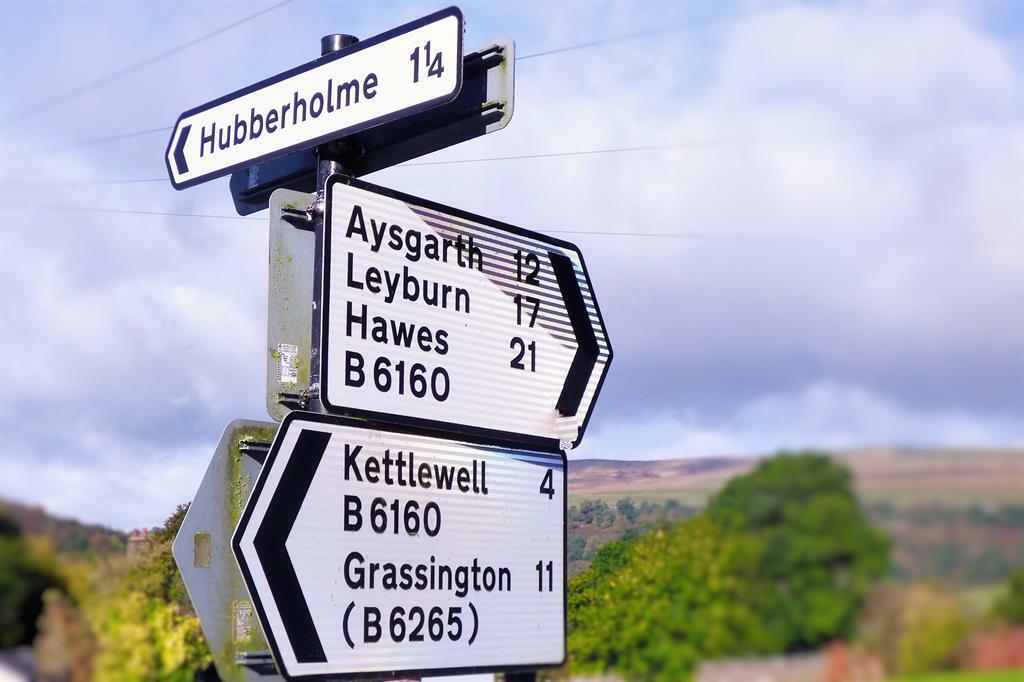 Hubberholme 1¼
Aysgarth 12
Leyburn 17
Hawes 21
B 6160
Kettlewell 4
B 6160
Grassington 11
(B 6265)